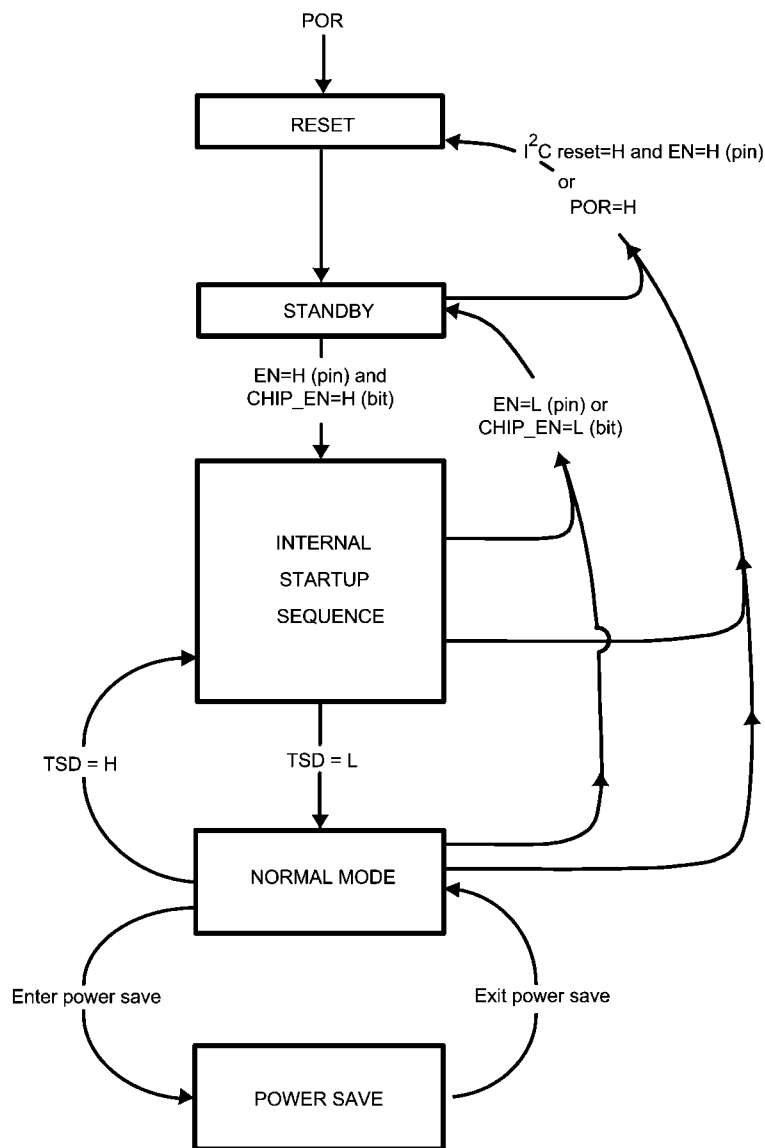 POR
RESET
I²C reset=H and EN=H (pin)
or
POR=H
STANDBY
EN=H (pin) and
CHIP_EN=H (bit)
EN=L (pin) or
CHIP_EN=L (bit)
INTERNAL
STARTUP
SEQUENCE
TSD = H
TSD = L
NORMAL MODE
Enter power save
Exit power save
POWER SAVE